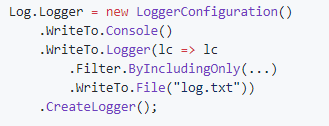 Log.Logger = new LoggerConfiguration()
    .WriteTo.Console()
    .WriteTo.Logger(lc => lc
        .Filter.ByIncludingOnly(...)
        .WriteTo.File("log.txt"))
    .CreateLogger();